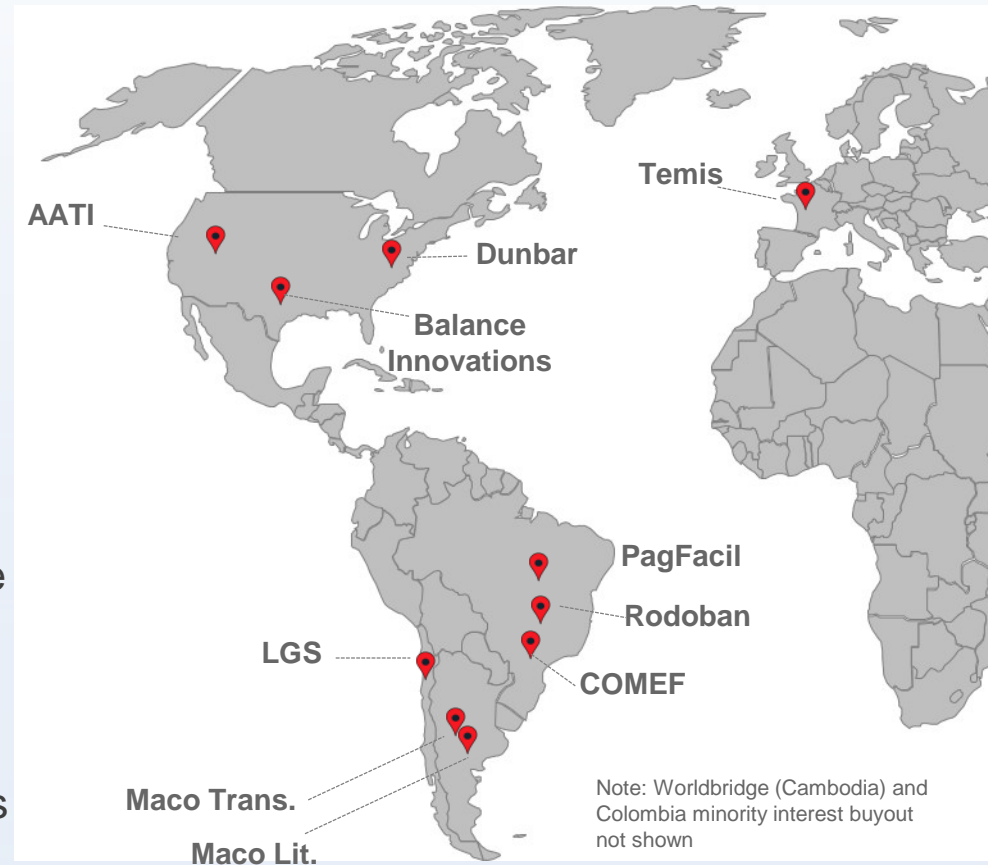 Temis
AATI
Dunbar
Balance
Innovations
PagFacil
e
Rodoban
LGS
COMEF
Note: Worldbridge (Cambodia) and
Colombia minority interest buyout
not shown
Maco Trans.
s
Maco Lit.